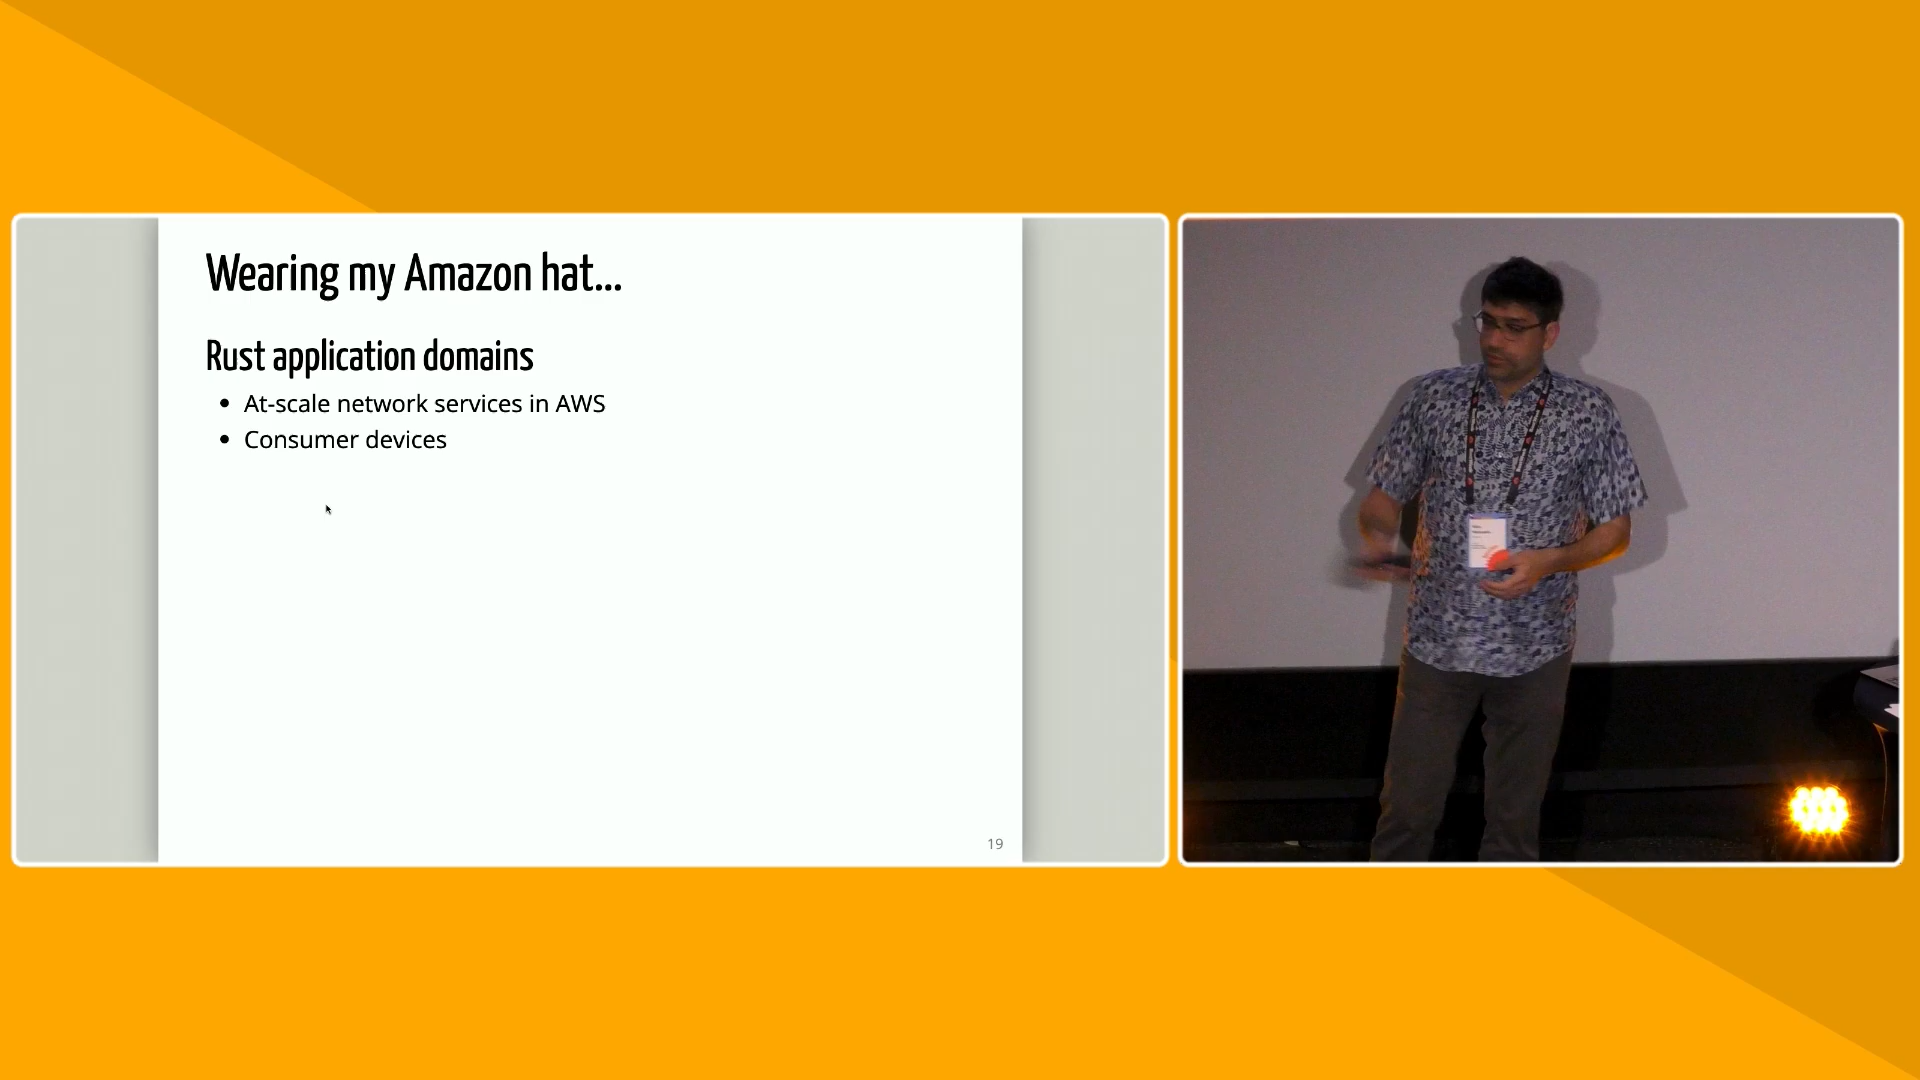 Wearing my Amazon hat...
Rust application domains
At-scale network services in AWS
Consumer devices
19